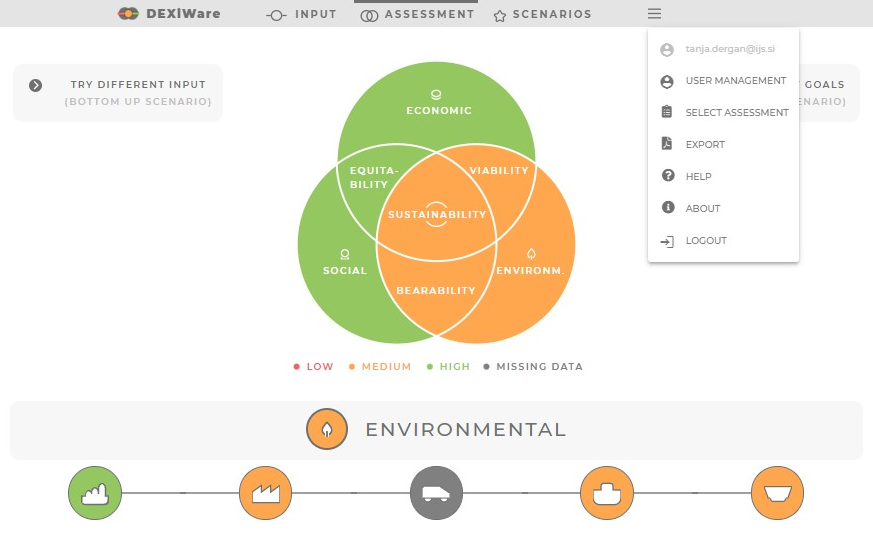 DEXiWare
INPUT
ASSESSMENT
SCENARIOS
tanja.dergan@ijs.si
USER MANAGEMENT
SELECT ASSESSMENT
EXPORT
HELP
ABOUT
LOGOUT
TRY DIFFERENT INPUT
(BOTTOM UP SCENARIO)
GOALS
ECONOMIC
EQUITA-
BILITY
VIABILITY
SUSTAINABILITY
SOCIAL
ENVIRONM.
BEARABILITY
LOW
MEDIUM
HIGH
MISSING DATA
ENVIRONMENTAL